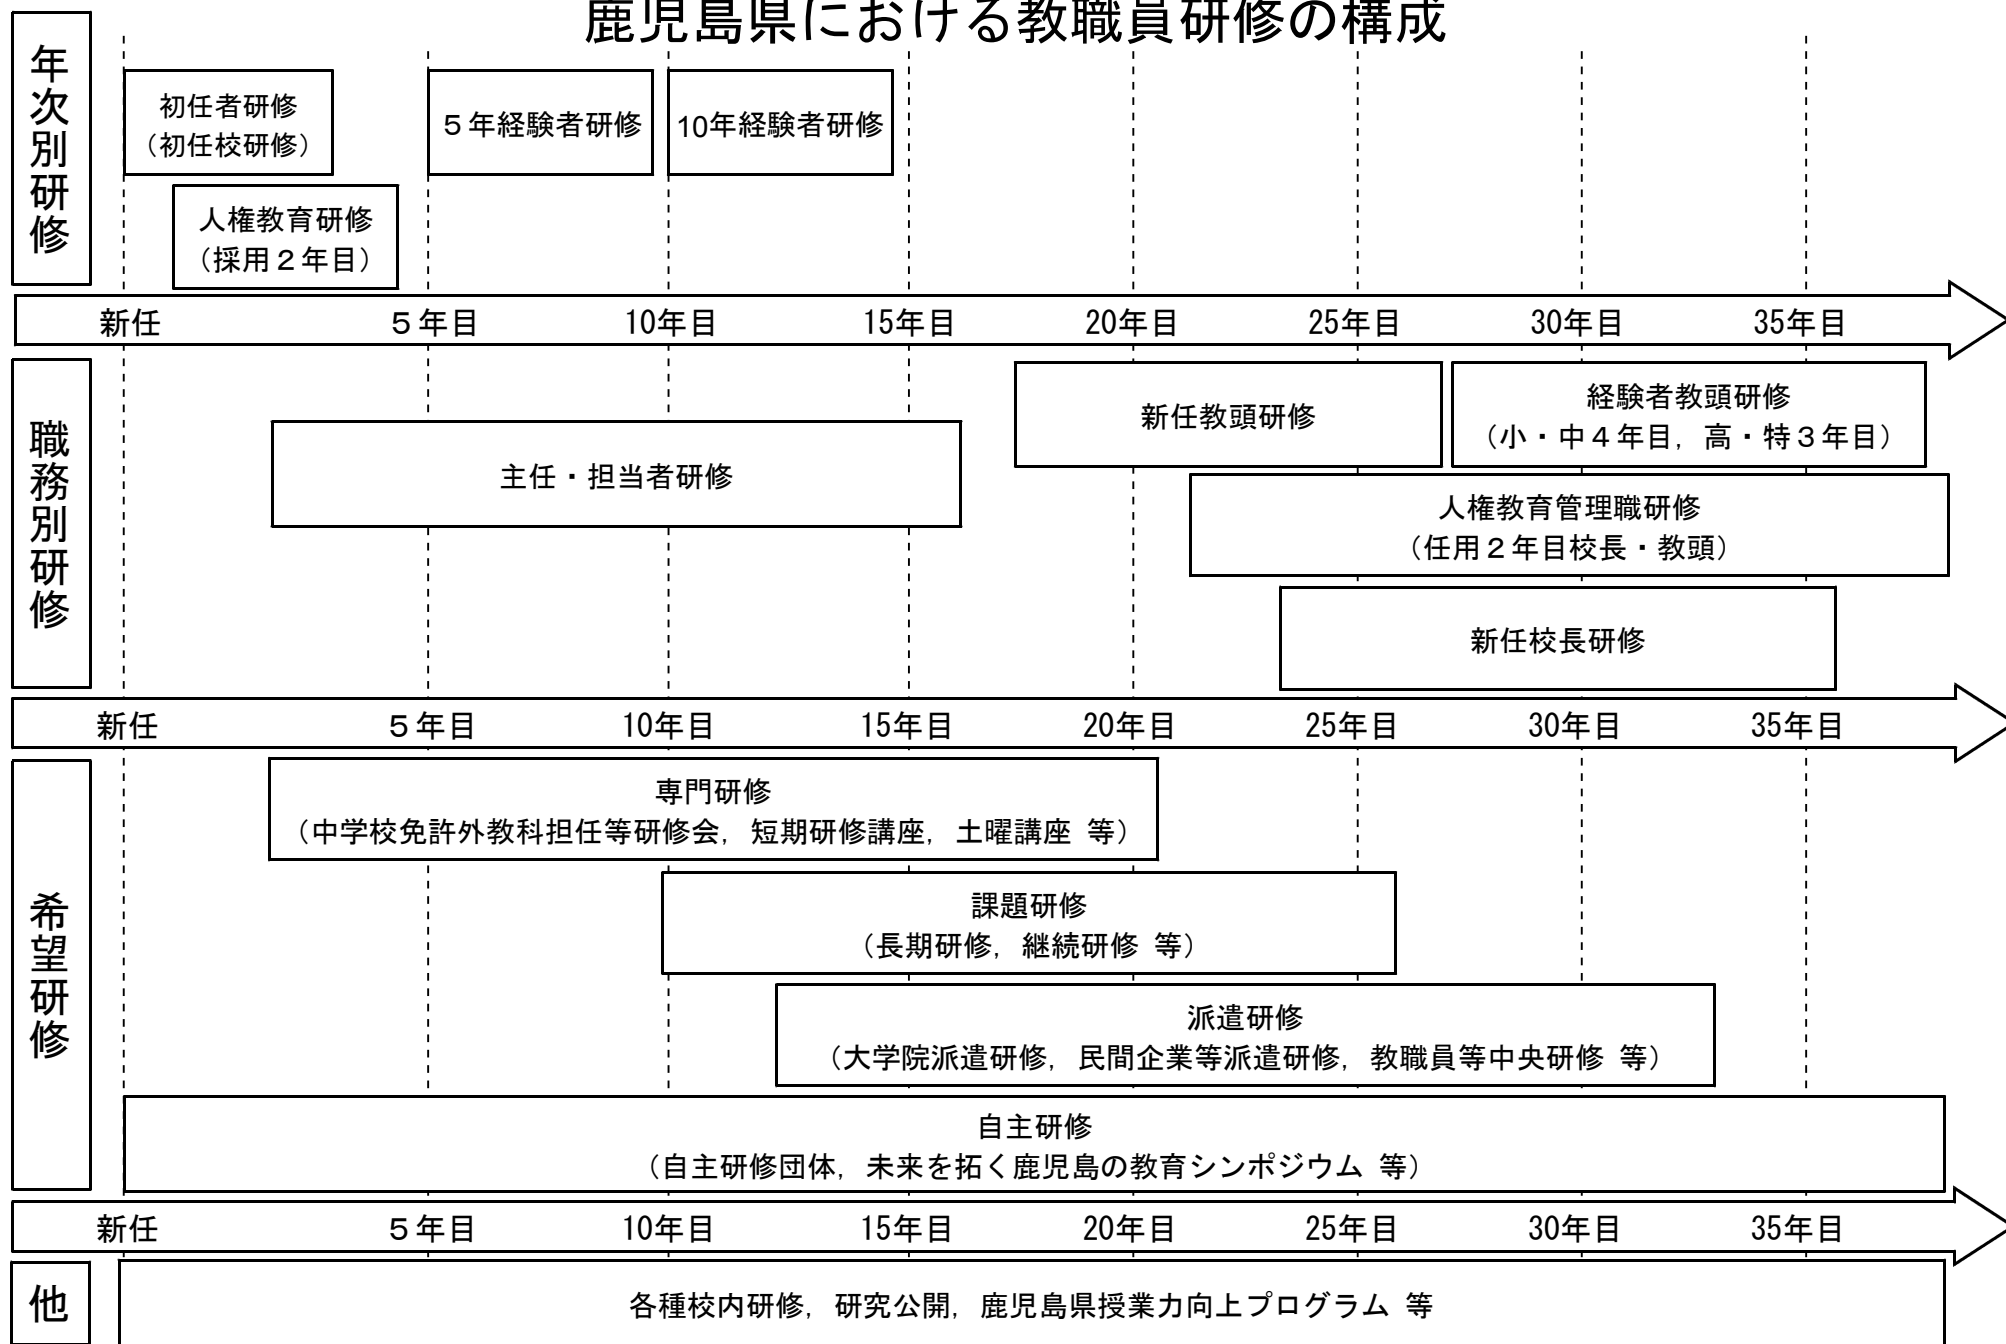 鹿児島県における教職員研修の構成
年次別研修
初任者研修
（初任校研修）
５年経験者研修
10年経験者研修
人権教育研修
（採用２年目）
新任 ５年目 10年目 15年目 20年目 25年目 30年目 35年目
職務別研修
新任教頭研修
経験者教頭研修
（小・中４年目，高・特３年目）
主任・担当者研修
人権教育管理職研修
（任用２年目校長・教頭）
新任校長研修
新任 ５年目 10年目 15年目 20年目 25年目 30年目 35年目
希望研修
専門研修
（中学校免許外教科担任等研修会，短期研修講座，土曜講座 等）
課題研修
（長期研修，継続研修 等）
派遣研修
（大学院派遣研修，民間企業等派遣研修，教職員等中央研修 等）
自主研修
（自主研修団体，未来を拓く鹿児島の教育シンポジウム 等）
新任 ５年目 10年目 15年目 20年目 25年目 30年目 35年目
他
各種校内研修，研究公開，鹿児島県授業力向上プログラム 等